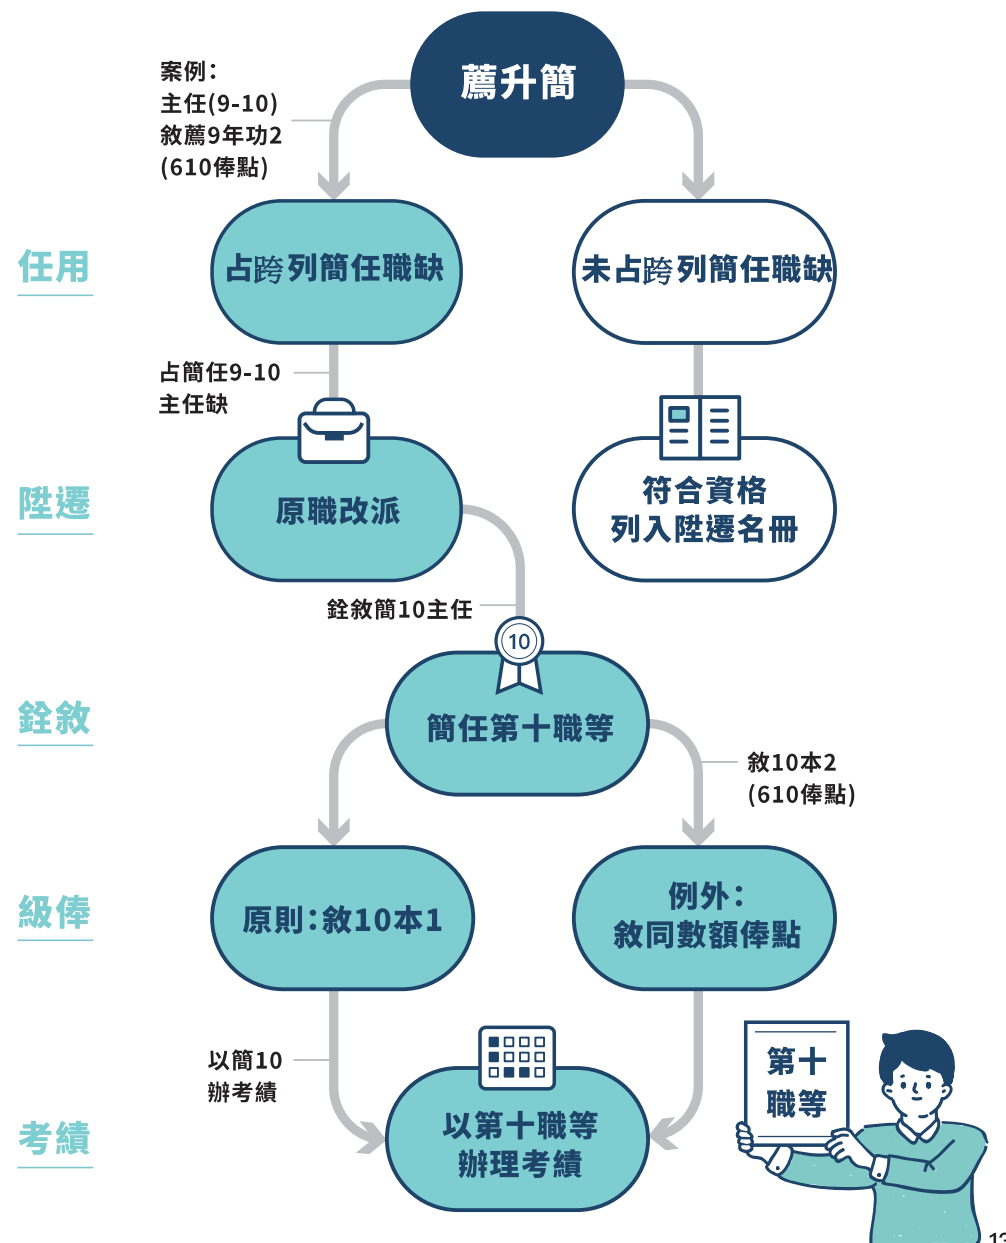 薦升簡
案例：
主任(9-10)
敘薦9年功2
(610俸點)
任用
占跨列簡任職缺
未占跨列簡任職缺
占簡任9-10
主任缺
陞遷
原職改派
符合資格
列入陞遷名冊
銓敘簡10主任
10
銓敘
簡任第十職等
敘10本2
(610俸點)
級俸
原則：敘10本1
例外：
敘同數額俸點
以簡10
辦考績
考績
以第十職等
辦理考績
第十
職等